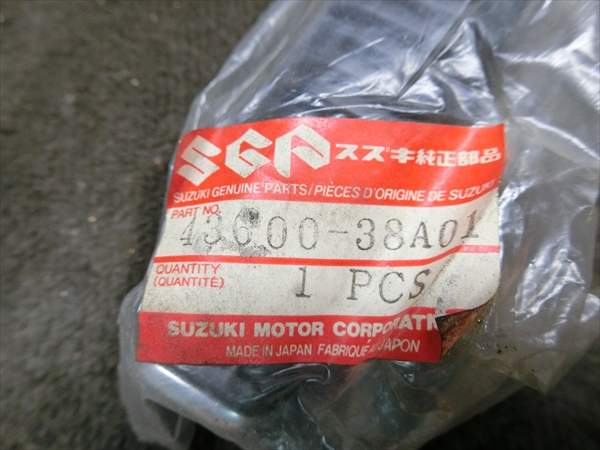 SGP スズキ純正部品
SUZUKI GENUINE PARTS/PIÈCES D'ORIGINE DE SUZUKI
PART NO. 43600-38A01
QUANTITY
(QUANTITÉ) 1 PCS
SUZUKI MOTOR CORPORATI
MADE IN JAPAN FABRIQUÉ AU JAPON